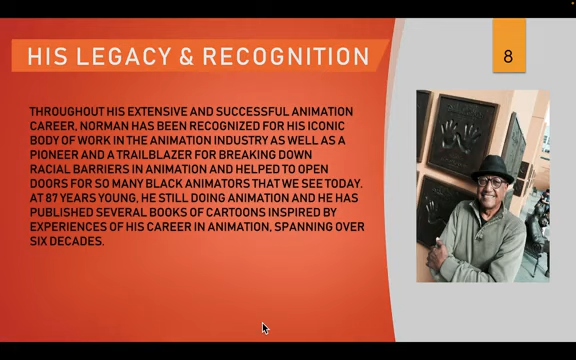 HIS LEGACY & RECOGNITION
8
THROUGHOUT HIS EXTENSIVE AND SUCCESSFUL ANIMATION
CAREER, NORMAN HAS BEEN RECOGNIZED FOR HIS ICONIC
BODY OF WORK IN THE ANIMATION INDUSTRY AS WELL AS A
PIONEER AND A TRAILBLAZER FOR BREAKING DOWN
RACIAL BARRIERS IN ANIMATION AND HELPED TO OPEN
DOORS FOR SO MANY BLACK ANIMATORS THAT WE SEE TODAY.
AT 87 YEARS YOUNG, HE STILL DOING ANIMATION AND HE HAS
PUBLISHED SEVERAL BOOKS OF CARTOONS INSPIRED BY
EXPERIENCES OF HIS CAREER IN ANIMATION, SPANNING OVER
SIX DECADES.